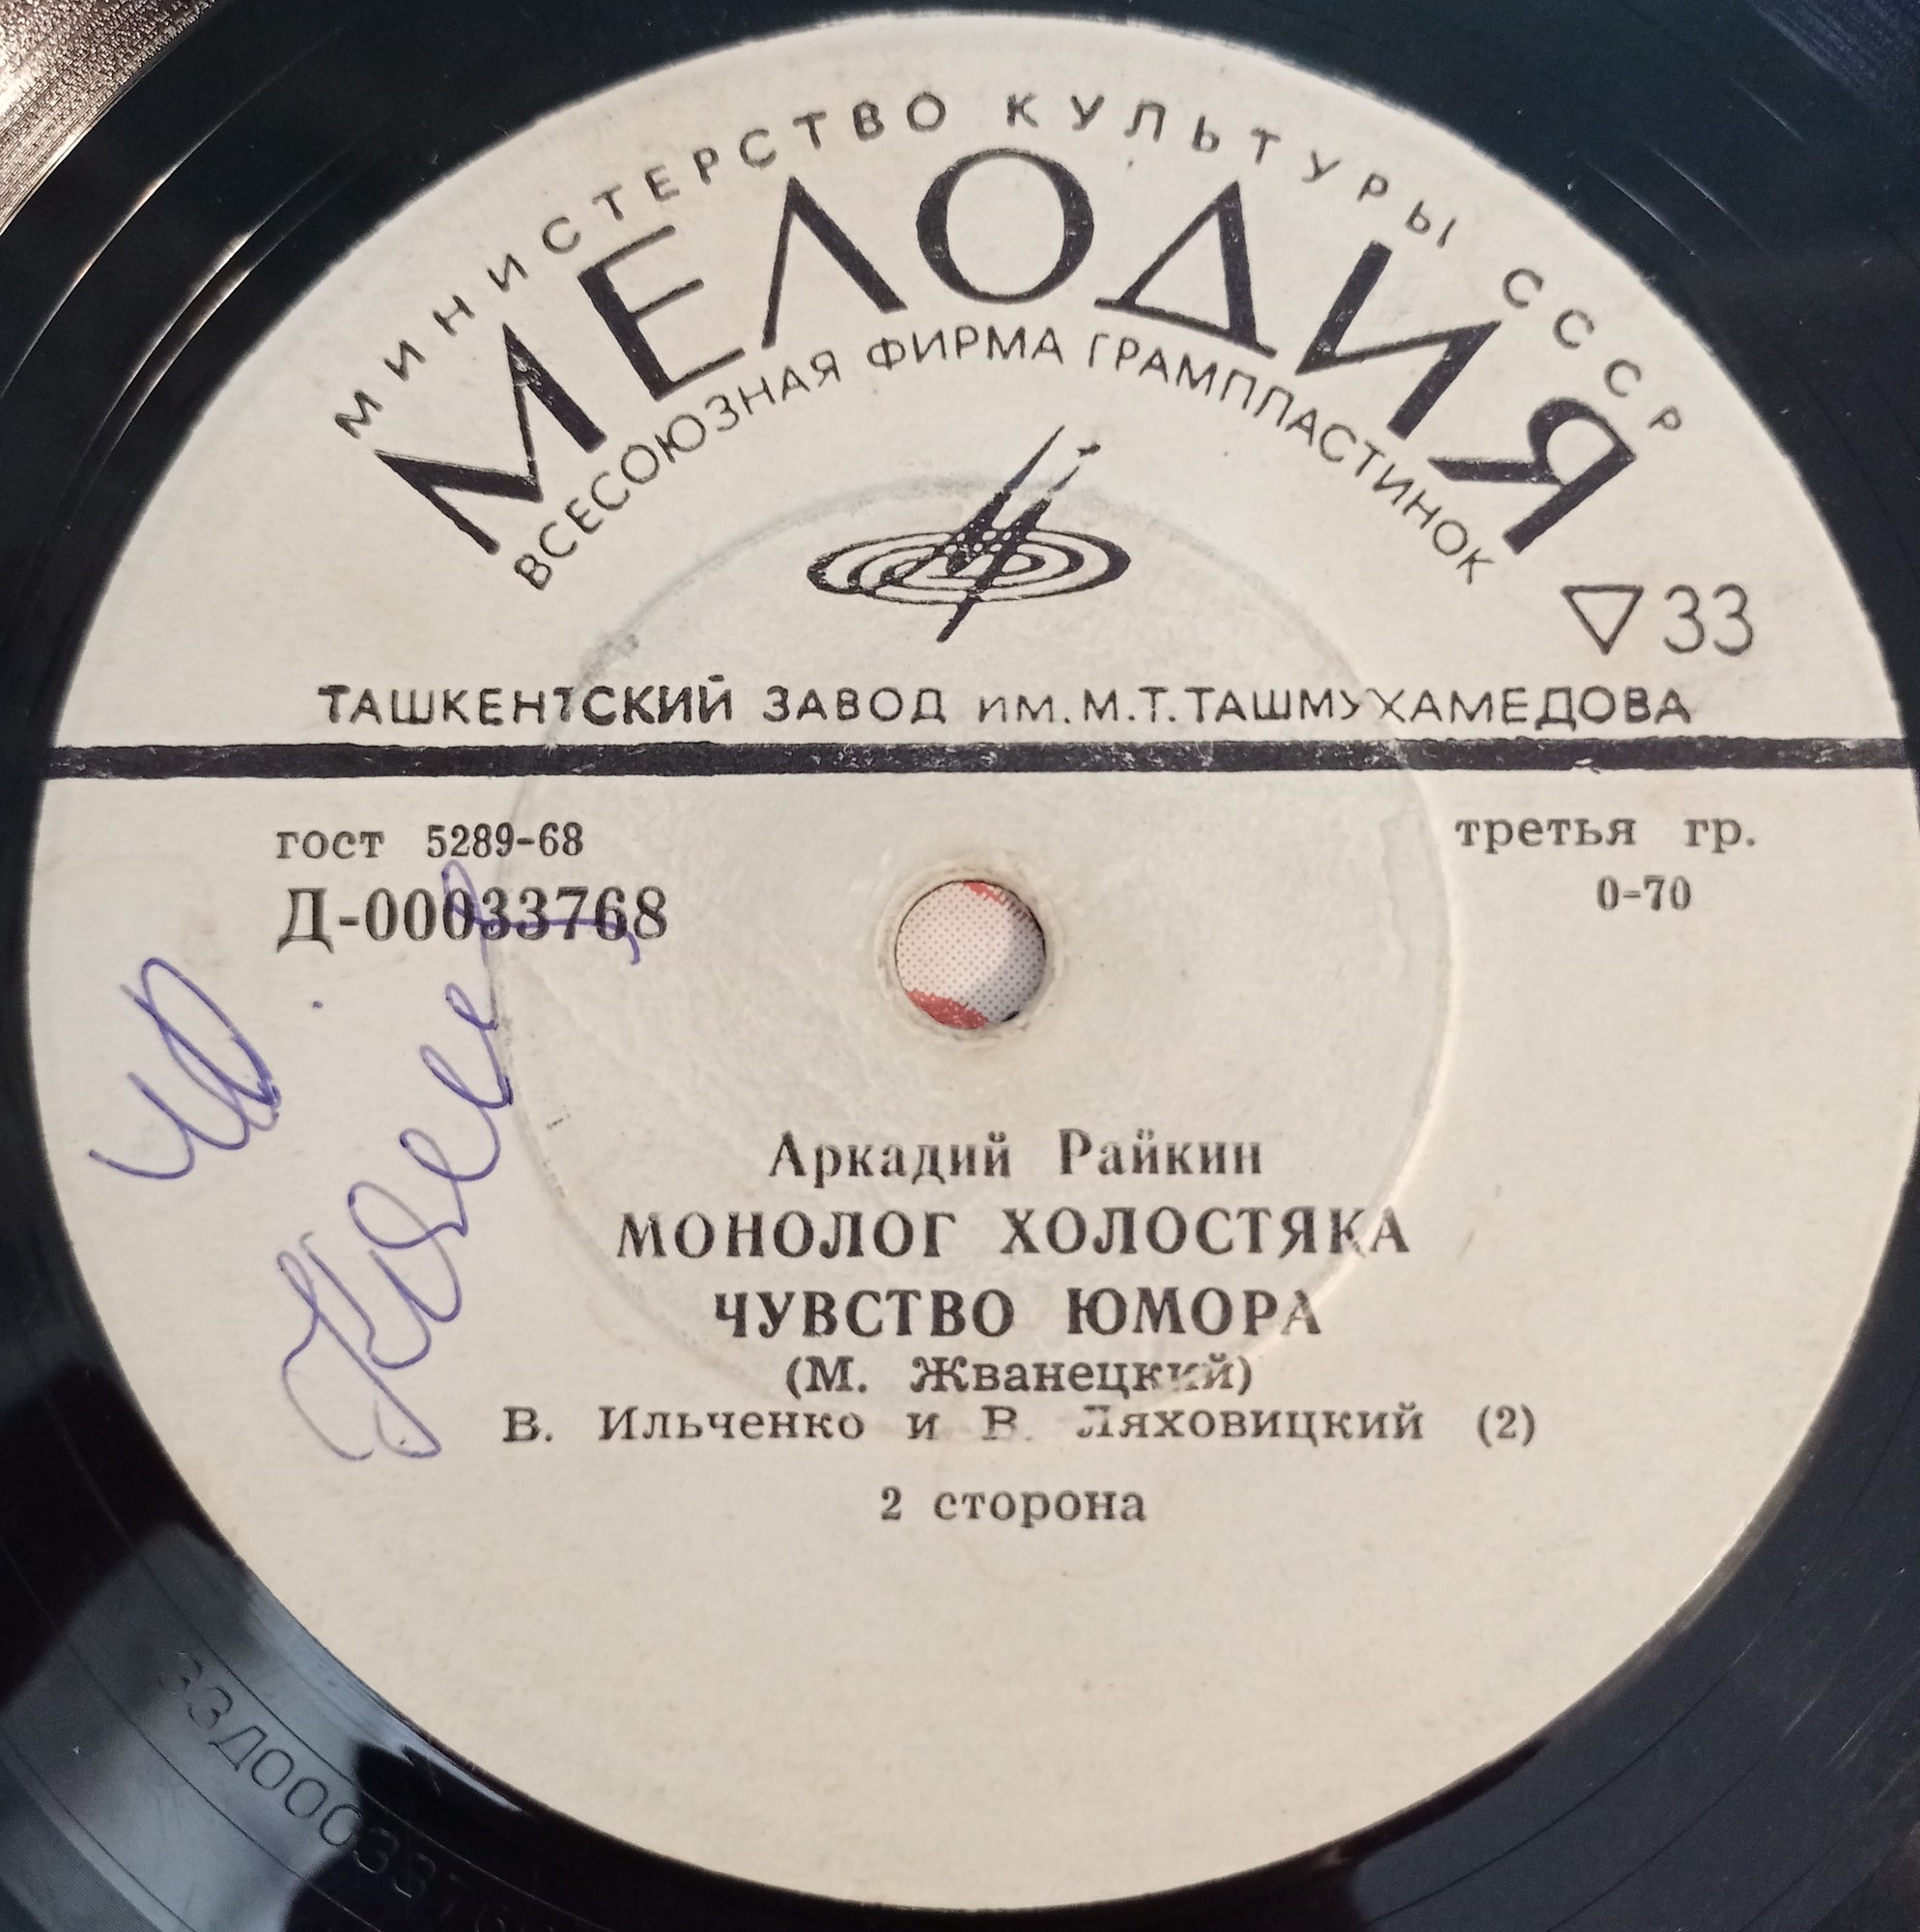 МИНИСТЕРСТВО КУЛЬТУРЫ СССР
МЕЛОДИЯ
ВСЕСОЮЗНАЯ ФИРМА ГРАМПЛАСТИНОК
▽33
ТАШКЕНТСКИЙ ЗАВОД им. М.Т.ТАШМУХАМЕДОВА
гост 5289-68
третья гр.
Д-00033768
0-70
Аркадий Райкин
МОНОЛОГ ХОЛОСТЯКА
ЧУВСТВО ЮМОРА
(М. Жванецкий)
В. Ильченко и В. Ляховицкий (2)
2 сторона